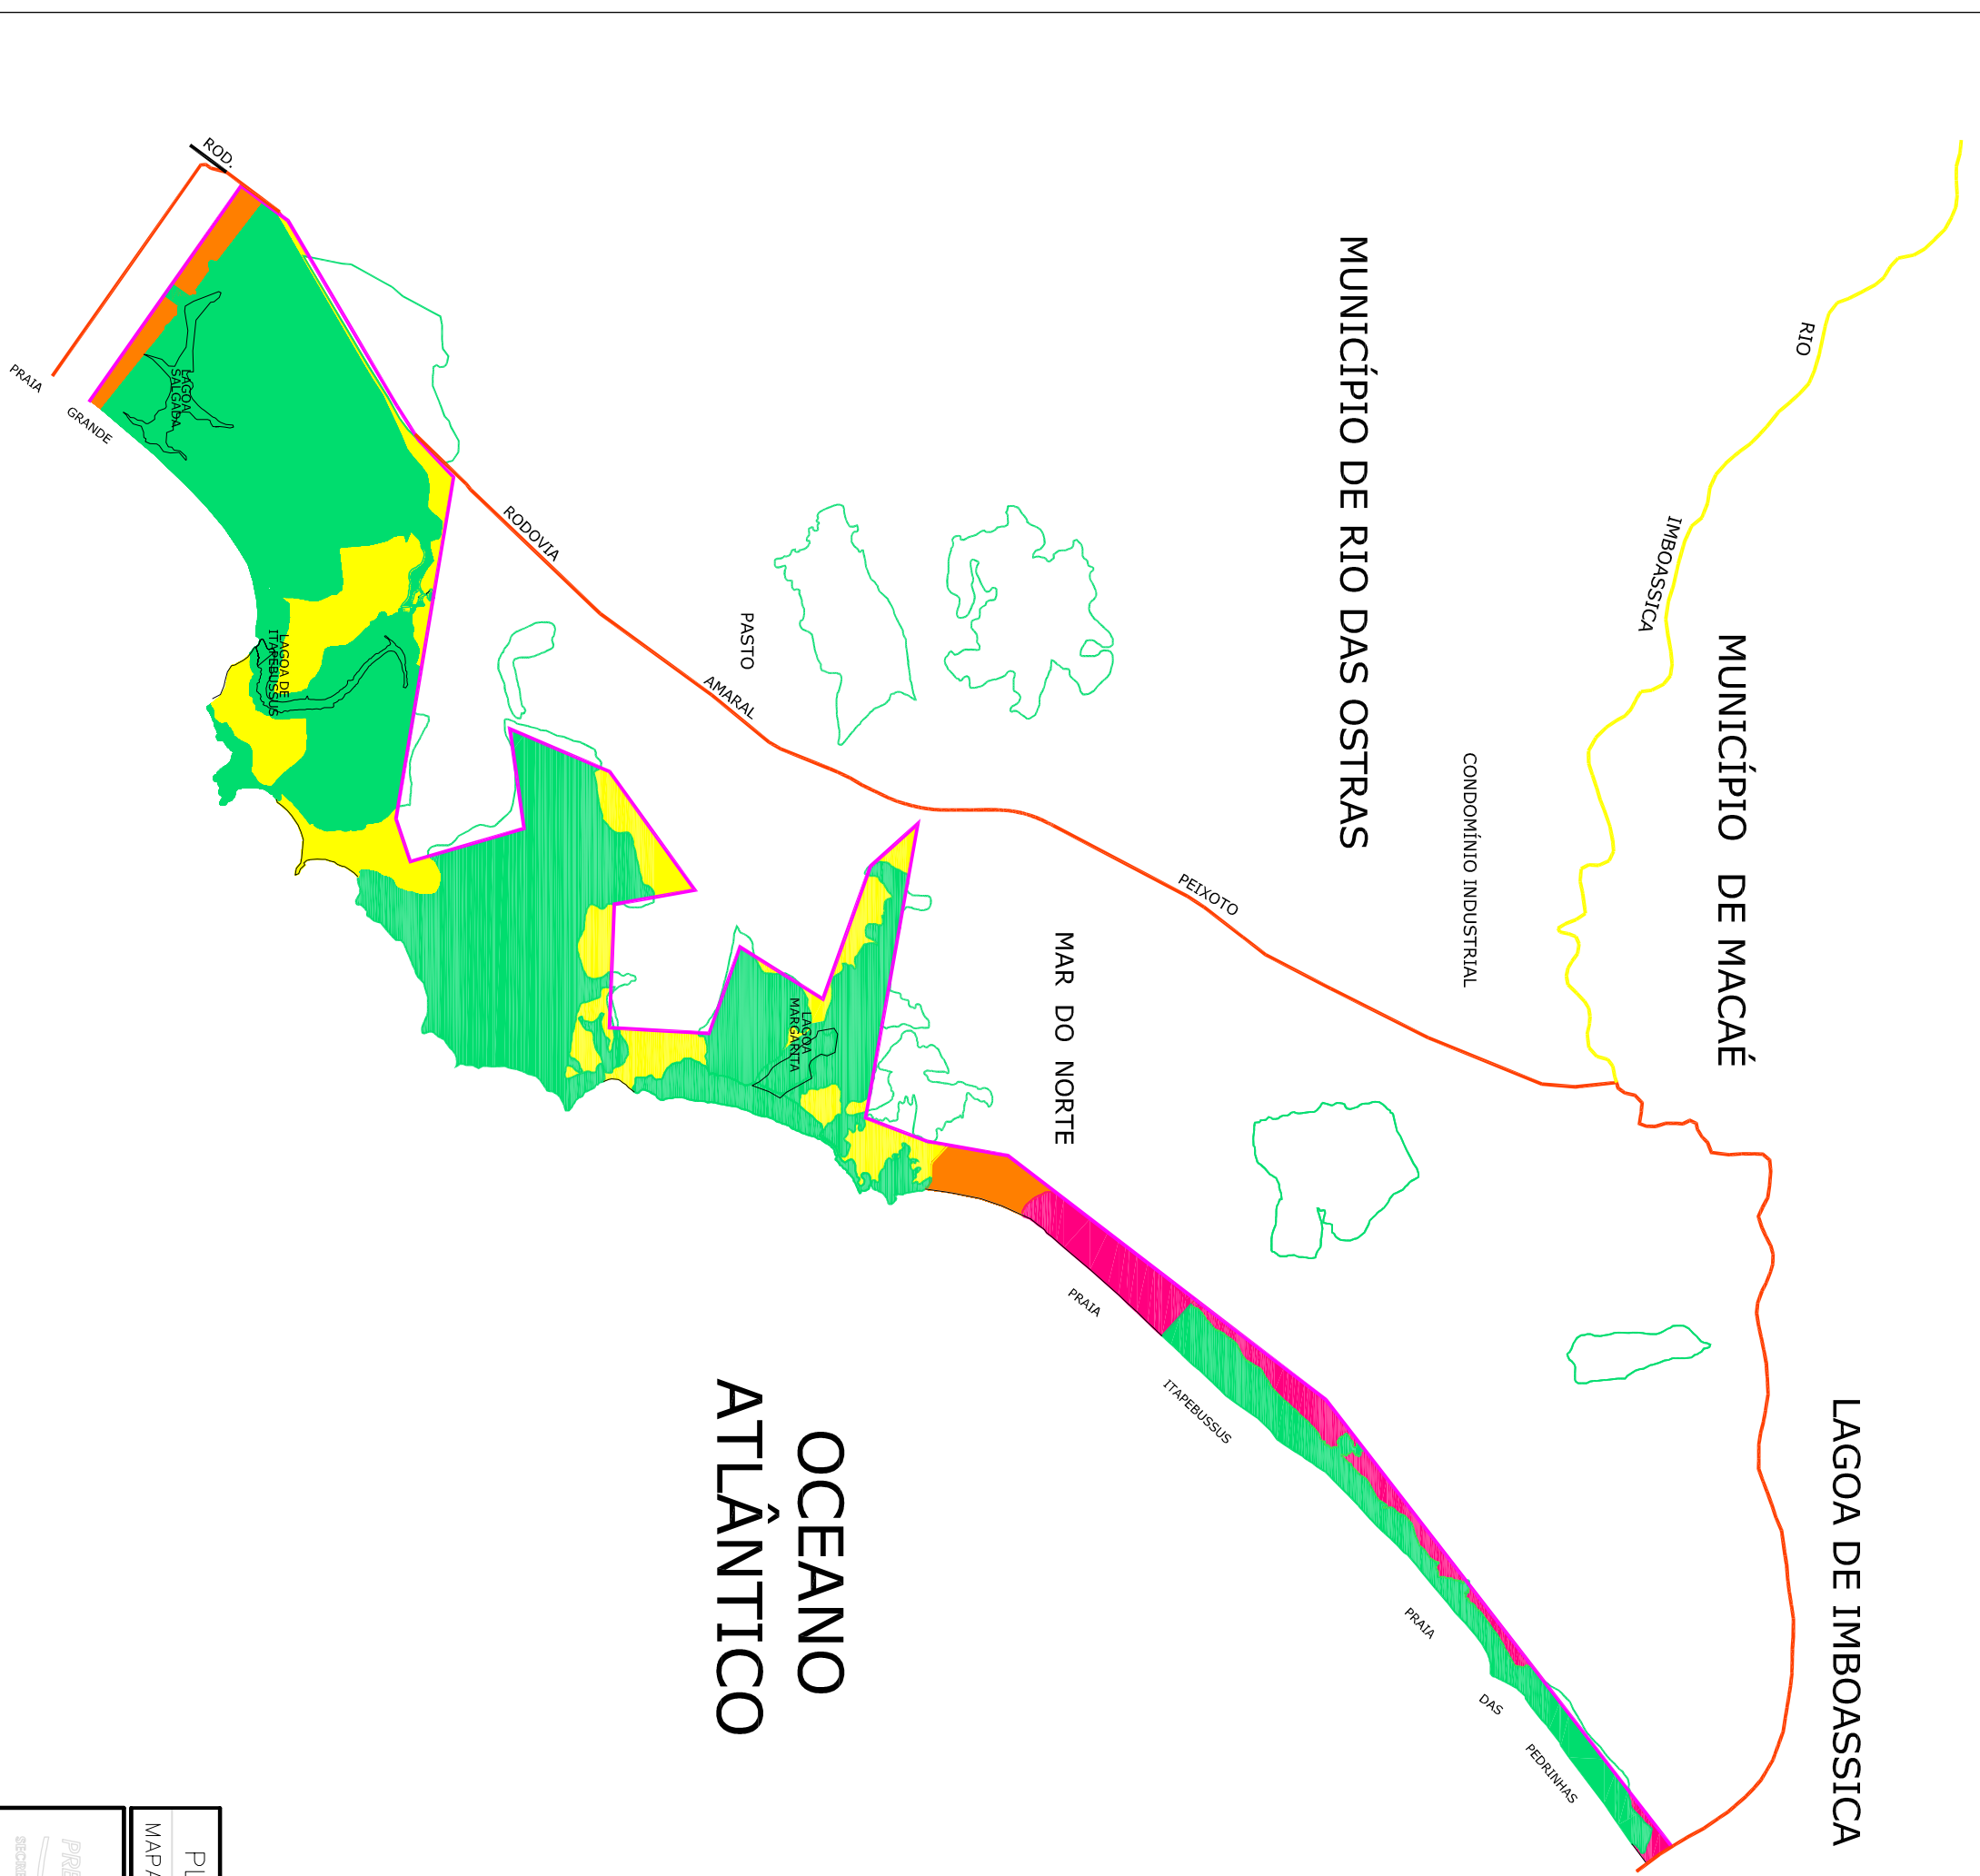 RIO
IMBOASSICA
MUNICÍPIO DE MACAÉ
LAGOA DE IMBOASSICA
MUNICÍPIO DE RIO DAS OSTRAS
CONDOMÍNIO INDUSTRIAL
MAR DO NORTE
PASTO
ROD.
RODOVIA
AMARAL
PEIXOTO
PRAIA
GRANDE
LAGOA
SALGADA
LAGOA DE
ITAPEBUSSUS
LAGOA
MARGARITA
PRAIA
ITAPEBUSSUS
PRAIA
DAS
PEDRINHAS
OCEANO
ATLÂNTICO
MAPA